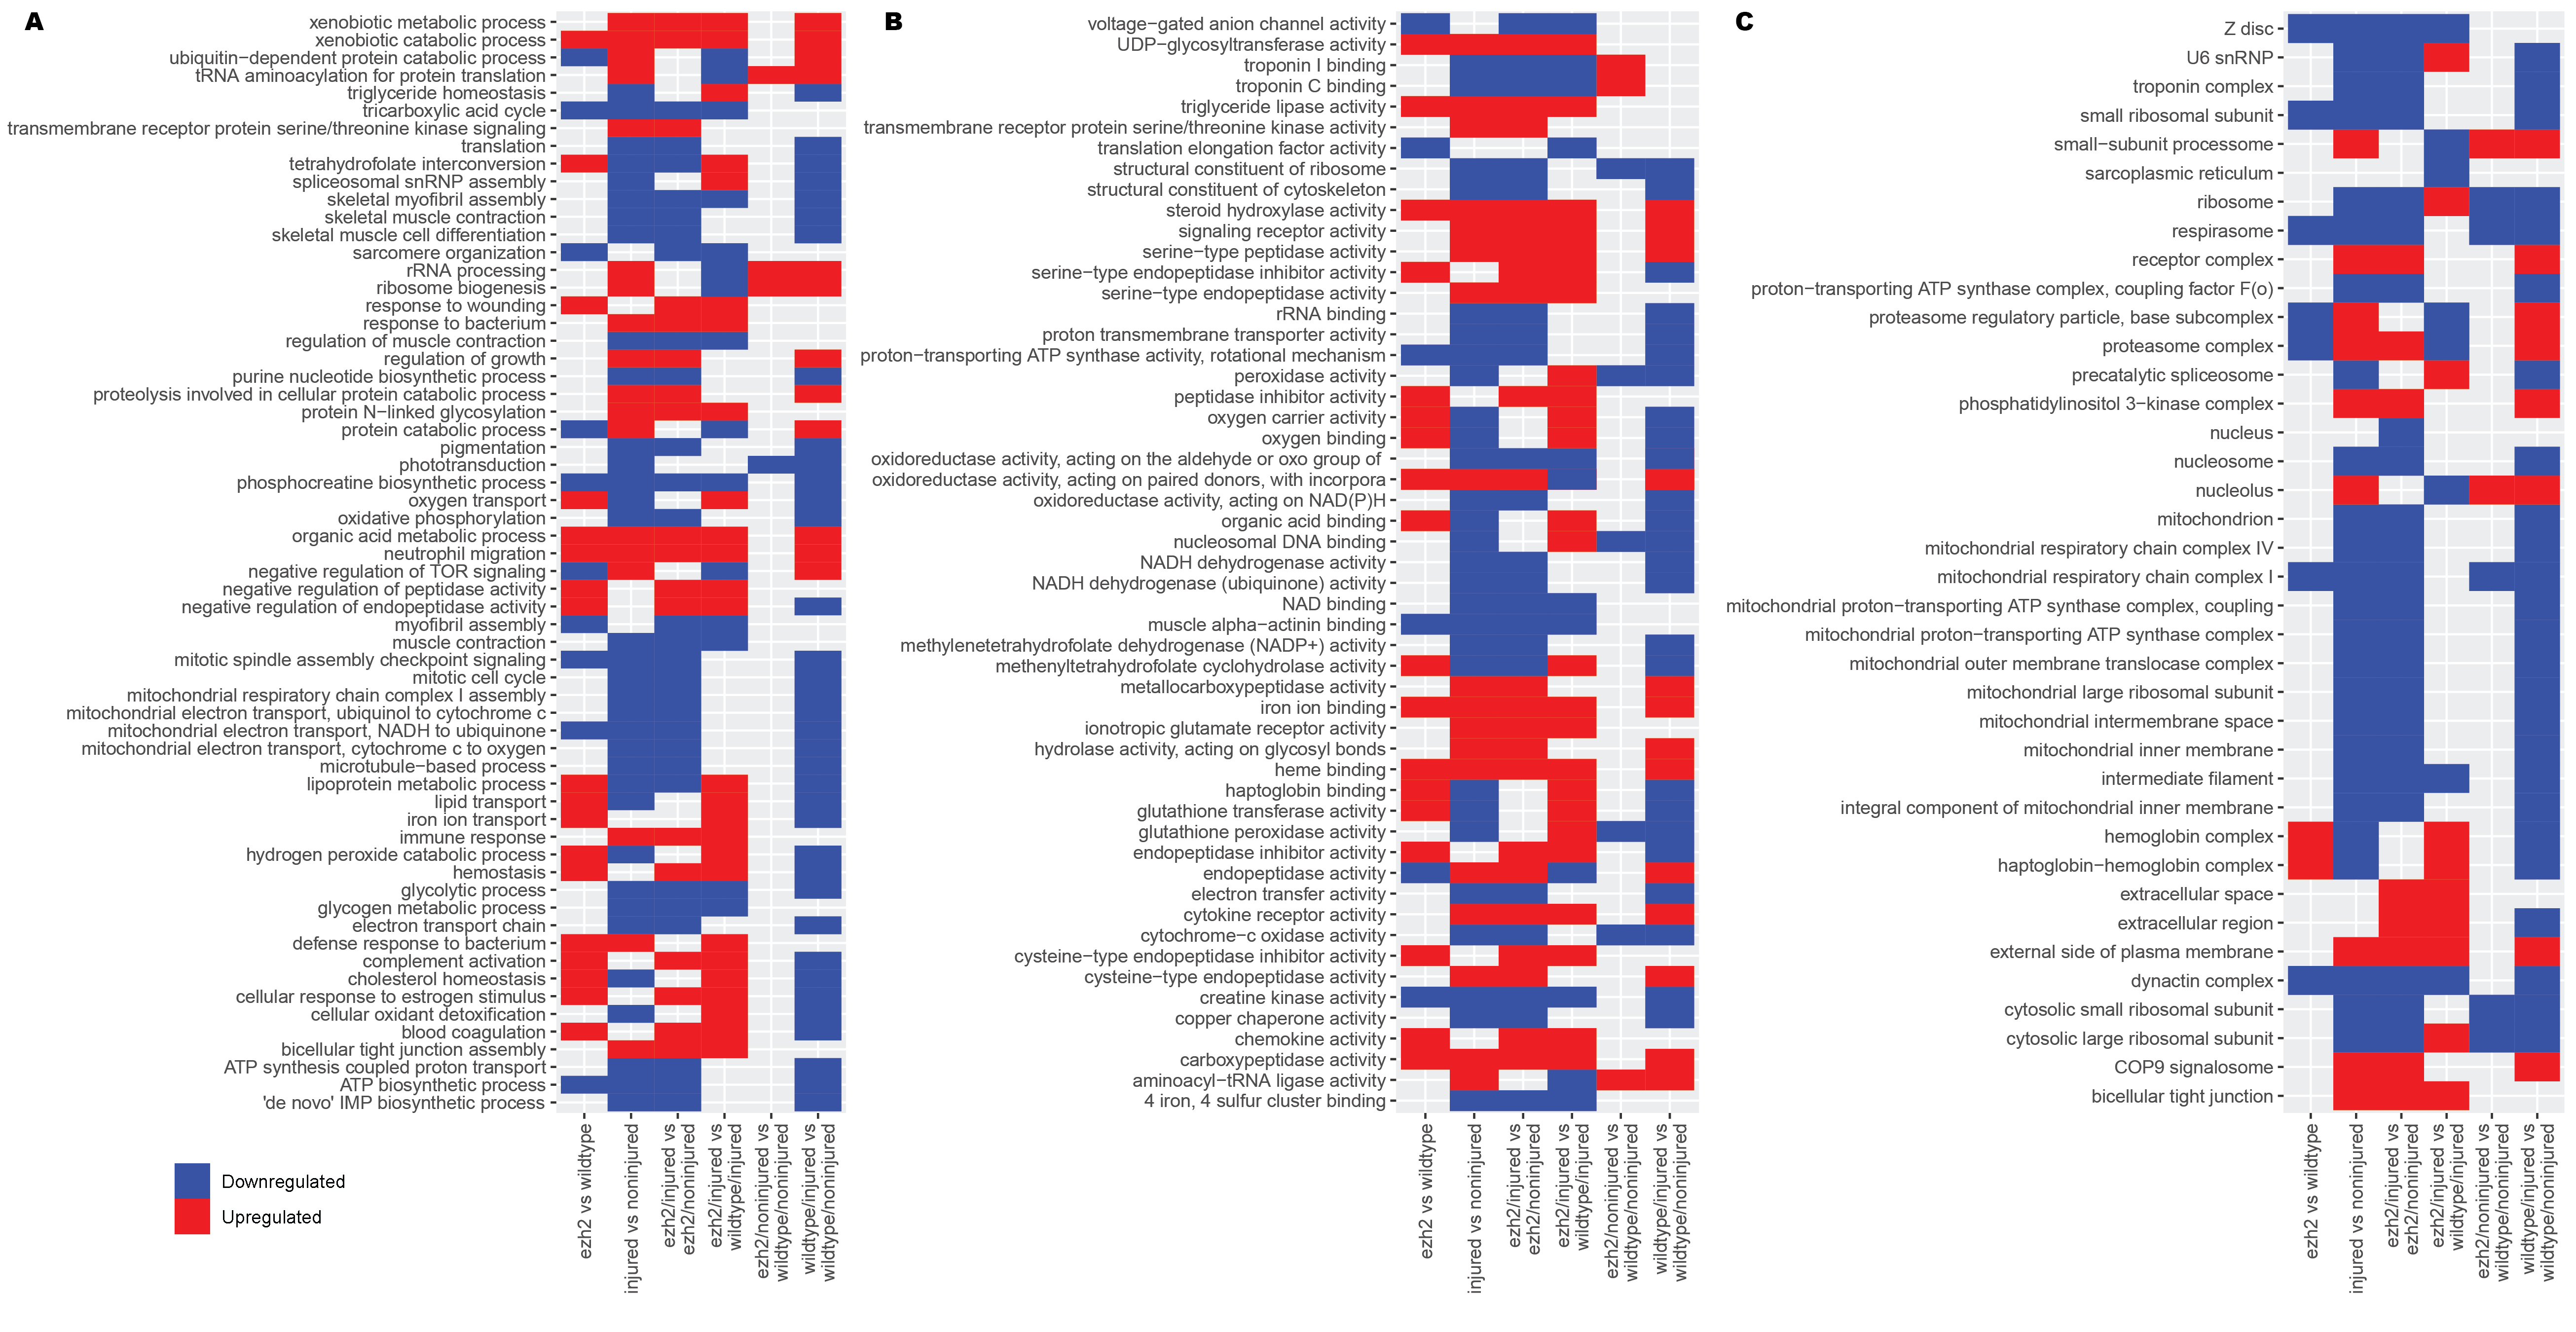 A
xenobiotic metabolic process
xenobiotic catabolic process
ubiquitin−dependent protein catabolic process
tRNA aminoacylation for protein translation
triglyceride homeostasis
tricarboxylic acid cycle
transmembrane receptor protein serine/threonine kinase signaling
translation
tetrahydrofolate interconversion
spliceosomal snRNP assembly
skeletal myofibril assembly
skeletal muscle contraction
skeletal muscle cell differentiation
sarcomere organization
rRNA processing
ribosome biogenesis
response to wounding
response to bacterium
regulation of muscle contraction
regulation of growth
purine nucleotide biosynthetic process
proteolysis involved in cellular protein catabolic process
protein N−linked glycosylation
protein catabolic process
pigmentation
phototransduction
phosphocreatine biosynthetic process
oxygen transport
oxidative phosphorylation
organic acid metabolic process
neutrophil migration
negative regulation of TOR signaling
negative regulation of peptidase activity
negative regulation of endopeptidase activity
myofibril assembly
muscle contraction
mitotic spindle assembly checkpoint signaling
mitotic cell cycle
mitochondrial respiratory chain complex I assembly
mitochondrial electron transport, ubiquinol to cytochrome c
mitochondrial electron transport, NADH to ubiquinone
mitochondrial electron transport, cytochrome c to oxygen
microtubule−based process
lipoprotein metabolic process
lipid transport
iron ion transport
immune response
hydrogen peroxide catabolic process
hemostasis
glycolytic process
glycogen metabolic process
electron transport chain
defense response to bacterium
complement activation
cholesterol homeostasis
cellular response to estrogen stimulus
cellular oxidant detoxification
blood coagulation
bicellular tight junction assembly
ATP synthesis coupled proton transport
ATP biosynthetic process
'de novo' IMP biosynthetic process
ezh2 vs wildtype
injured vs noninjured
ezh2/injured vs
ezh2/noninjured
ezh2/injured vs
wildtype/injured
ezh2/noninjured vs
wildtype/noninjured
wildtype/injured vs
wildtype/noninjured
Downregulated
Upregulated
B
voltage−gated anion channel activity
UDP−glycosyltransferase activity
troponin I binding
troponin C binding
triglyceride lipase activity
transmembrane receptor protein serine/threonine kinase activity
translation elongation factor activity
structural constituent of ribosome
structural constituent of cytoskeleton
steroid hydroxylase activity
signaling receptor activity
serine−type peptidase activity
serine−type endopeptidase inhibitor activity
serine−type endopeptidase activity
rRNA binding
proton transmembrane transporter activity
proton−transporting ATP synthase activity, rotational mechanism
peroxidase activity
peptidase inhibitor activity
oxygen carrier activity
oxygen binding
oxidoreductase activity, acting on the aldehyde or oxo group of
oxidoreductase activity, acting on paired donors, with incorpora
oxidoreductase activity, acting on NAD(P)H
organic acid binding
nucleosomal DNA binding
NADH dehydrogenase activity
NADH dehydrogenase (ubiquinone) activity
NAD binding
muscle alpha−actinin binding
methylenetetrahydrofolate dehydrogenase (NADP+) activity
methenyltetrahydrofolate cyclohydrolase activity
metallocarboxypeptidase activity
iron ion binding
ionotropic glutamate receptor activity
hydrolase activity, acting on glycosyl bonds
heme binding
haptoglobin binding
glutathione transferase activity
glutathione peroxidase activity
endopeptidase inhibitor activity
endopeptidase activity
electron transfer activity
cytokine receptor activity
cytochrome−c oxidase activity
cysteine−type endopeptidase inhibitor activity
cysteine−type endopeptidase activity
creatine kinase activity
copper chaperone activity
chemokine activity
carboxypeptidase activity
aminoacyl−tRNA ligase activity
4 iron, 4 sulfur cluster binding
ezh2 vs wildtype
injured vs noninjured
ezh2/injured vs
ezh2/noninjured
ezh2/injured vs
wildtype/injured
ezh2/noninjured vs
wildtype/noninjured
wildtype/injured vs
wildtype/noninjured
C
Z disc
U6 snRNP
troponin complex
small ribosomal subunit
small−subunit processome
sarcoplasmic reticulum
ribosome
respirasome
receptor complex
proton−transporting ATP synthase complex, coupling factor F(o)
proteasome regulatory particle, base subcomplex
proteasome complex
precatalytic spliceosome
phosphatidylinositol 3−kinase complex
nucleus
nucleosome
nucleolus
mitochondrion
mitochondrial respiratory chain complex IV
mitochondrial respiratory chain complex I
mitochondrial proton−transporting ATP synthase complex, coupling
mitochondrial proton−transporting ATP synthase complex
mitochondrial outer membrane translocase complex
mitochondrial large ribosomal subunit
mitochondrial intermembrane space
mitochondrial inner membrane
intermediate filament
integral component of mitochondrial inner membrane
hemoglobin complex
haptoglobin−hemoglobin complex
extracellular space
extracellular region
external side of plasma membrane
dynactin complex
cytosolic small ribosomal subunit
cytosolic large ribosomal subunit
COP9 signalosome
bicellular tight junction
ezh2 vs wildtype
injured vs noninjured
ezh2/injured vs
ezh2/noninjured
ezh2/injured vs
wildtype/injured
ezh2/noninjured vs
wildtype/noninjured
wildtype/injured vs
wildtype/noninjured